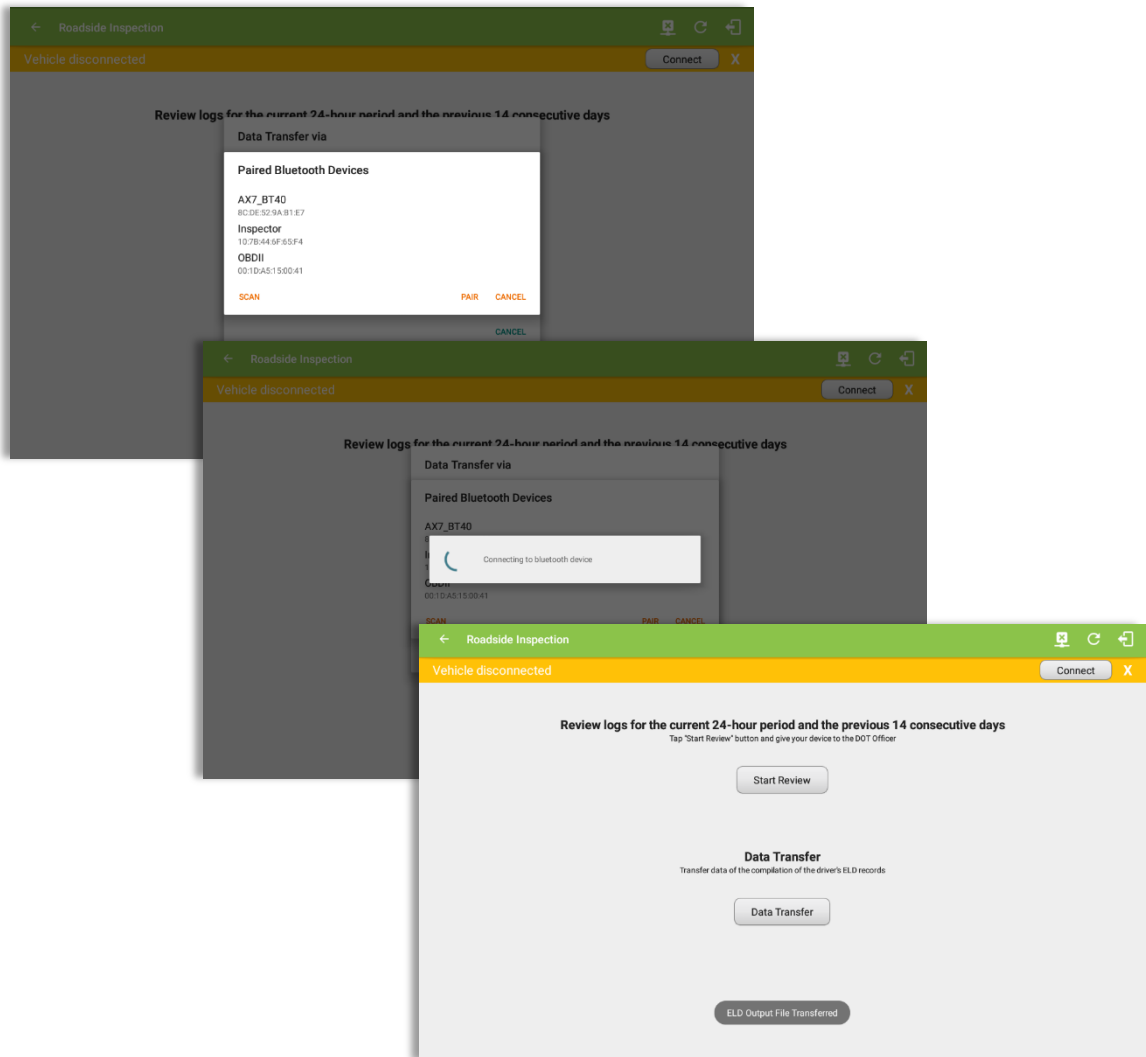 Roadside Inspection
Vehicle disconnected
Connect
X
Review logs for the current 24-hour period and the previous 14 consecutive days
Data Transfer via
Paired Bluetooth Devices
AX7_BT40
8C:DE:52:9A:B1:E7
Inspector
10:7B:44:6F:65:F4
OBDII
00:1D:A5:15:00:41
SCAN
PAIR
CANCEL
CANCEL
Roadside Inspection
Vehicle disconnected
Connect
X
Review logs for the current 24-hour period and the previous 14 consecutive days
Data Transfer via
Paired Bluetooth Devices
AX7_BT40
Connecting to bluetooth device
OBDII
00:1D:A5:15:00:41
SCAN
PAIR
CANCEL
Roadside Inspection
Vehicle disconnected
Connect
X
Review logs for the current 24-hour period and the previous 14 consecutive days
Tap "Start Review" button and give your device to the DOT Officer
Start Review
Data Transfer
Transfer data of the compilation of the driver's ELD records
Data Transfer
ELD Output File Transferred